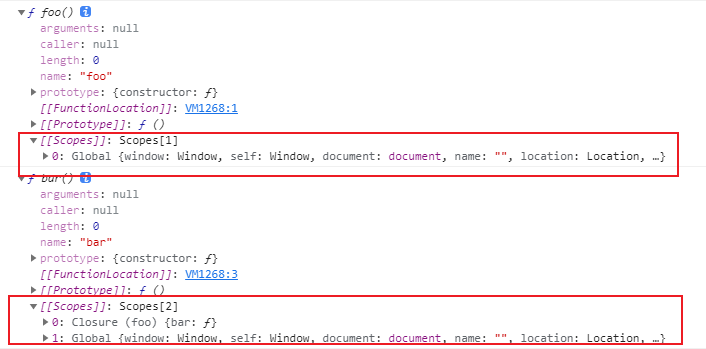 ▼ƒ foo() i
arguments: null
caller: null
length: 0
name: "foo"
▶prototype: {constructor: ƒ}
[[FunctionLocation]]: VM1268:1
▶[[Prototype]]: ƒ ()
▼[[Scopes]]: Scopes[1]
▶0: Global {window: Window, self: Window, document: document, name: "", location: Location, …}
▼ƒ bar() i
arguments: null
caller: null
length: 0
name: "bar"
▶prototype: {constructor: ƒ}
[[FunctionLocation]]: VM1268:3
▶[[Prototype]]: ƒ ()
▼[[Scopes]]: Scopes[2]
▶0: Closure (foo) {bar: ƒ}
▶1: Global {window: Window, self: Window, document: document, name: "", location: Location, …}